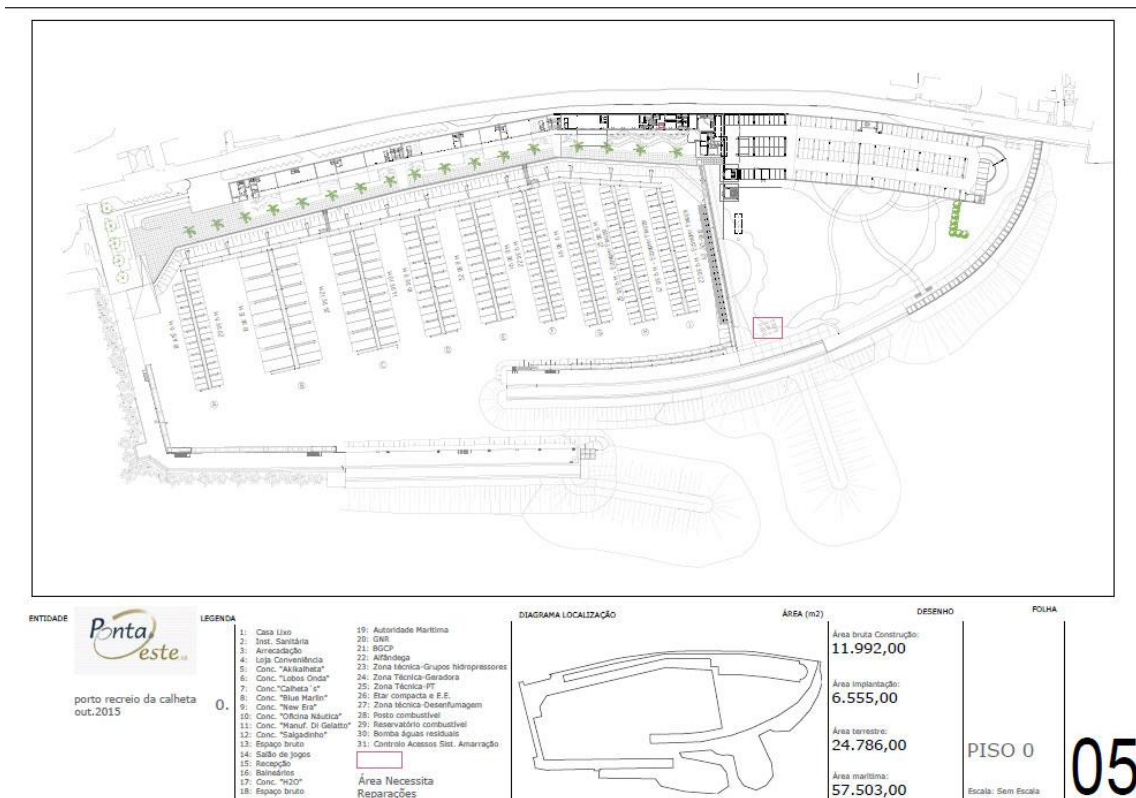 ENTIDADE
Ponta
este
porto recreio da calheta
out.2015
0.
LEGENDA
1: Casa Lixo
2: Inst. Sanitária
3: Arrecadação
4: Loja Conveniência
5: Conc. "Akikalheta"
6: Conc. "Lobos Onda"
7: Conc."Calheta´s"
8: Conc. "Blue Marlin"
9: Conc. "New Era"
10: Conc. "Oficina Náutica"
11: Conc. "Manuf. Di Gelatto"
12: Conc. "Salgadinho"
13: Espaço bruto
14: Salão de jogos
15: Recepção
16: Balneários
17: Conc. "H2O"
18: Espaço bruto
19: Autoridade Marítima
20: GNR
21: BGCP
22: Alfândega
23: Zona técnica-Grupos hidropressores
24: Zona Técnica-Geradora
25: Zona Técnica-PT
26: Etar compacta e E.E.
27: Zona técnica-Desenfumagem
28: Posto combustível
29: Reservatório combustível
30: Bomba águas residuais
31: Controlo Acessos Sist. Amarração
Área Necessita
Reparações
DIAGRAMA LOCALIZAÇÃO
ÁREA (m2)
Área bruta Construção:
11.992,00
Área implantação:
6.555,00
Área terrestre:
24.786,00
Área marítima:
57.503,00
DESENHO
PISO 0
Escala: Sem Escala
FOLHA
05